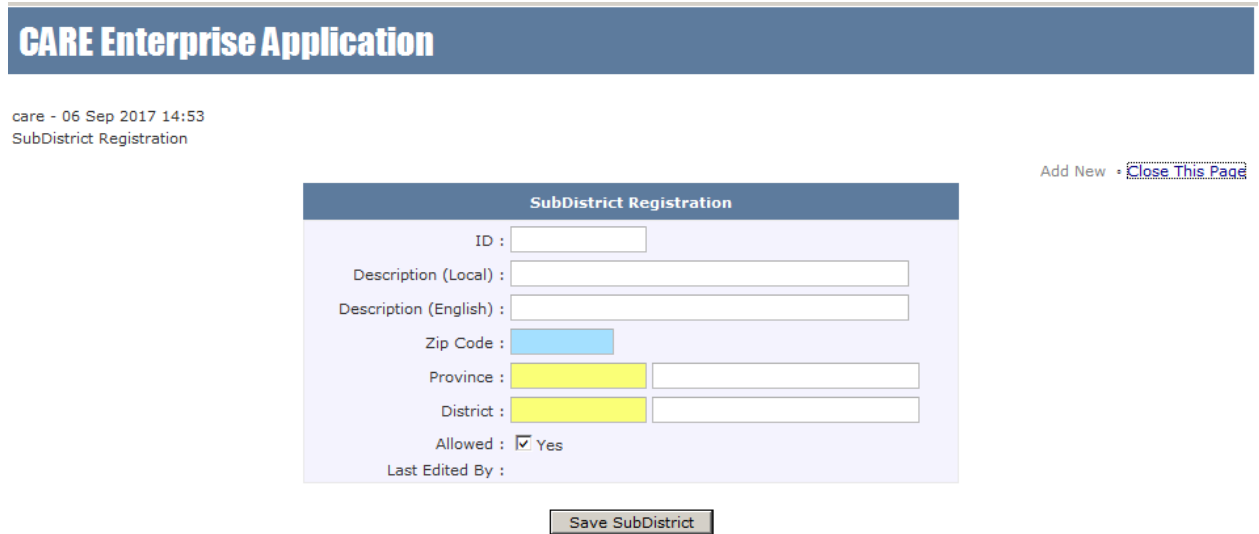 CARE Enterprise Application
care - 06 Sep 2017 14:53
SubDistrict Registration
Add New • Close This Page
SubDistrict Registration
ID :
Description (Local) :
Description (English) :
Zip Code :
Province :
District :
Allowed : Yes
Last Edited By :
Save SubDistrict